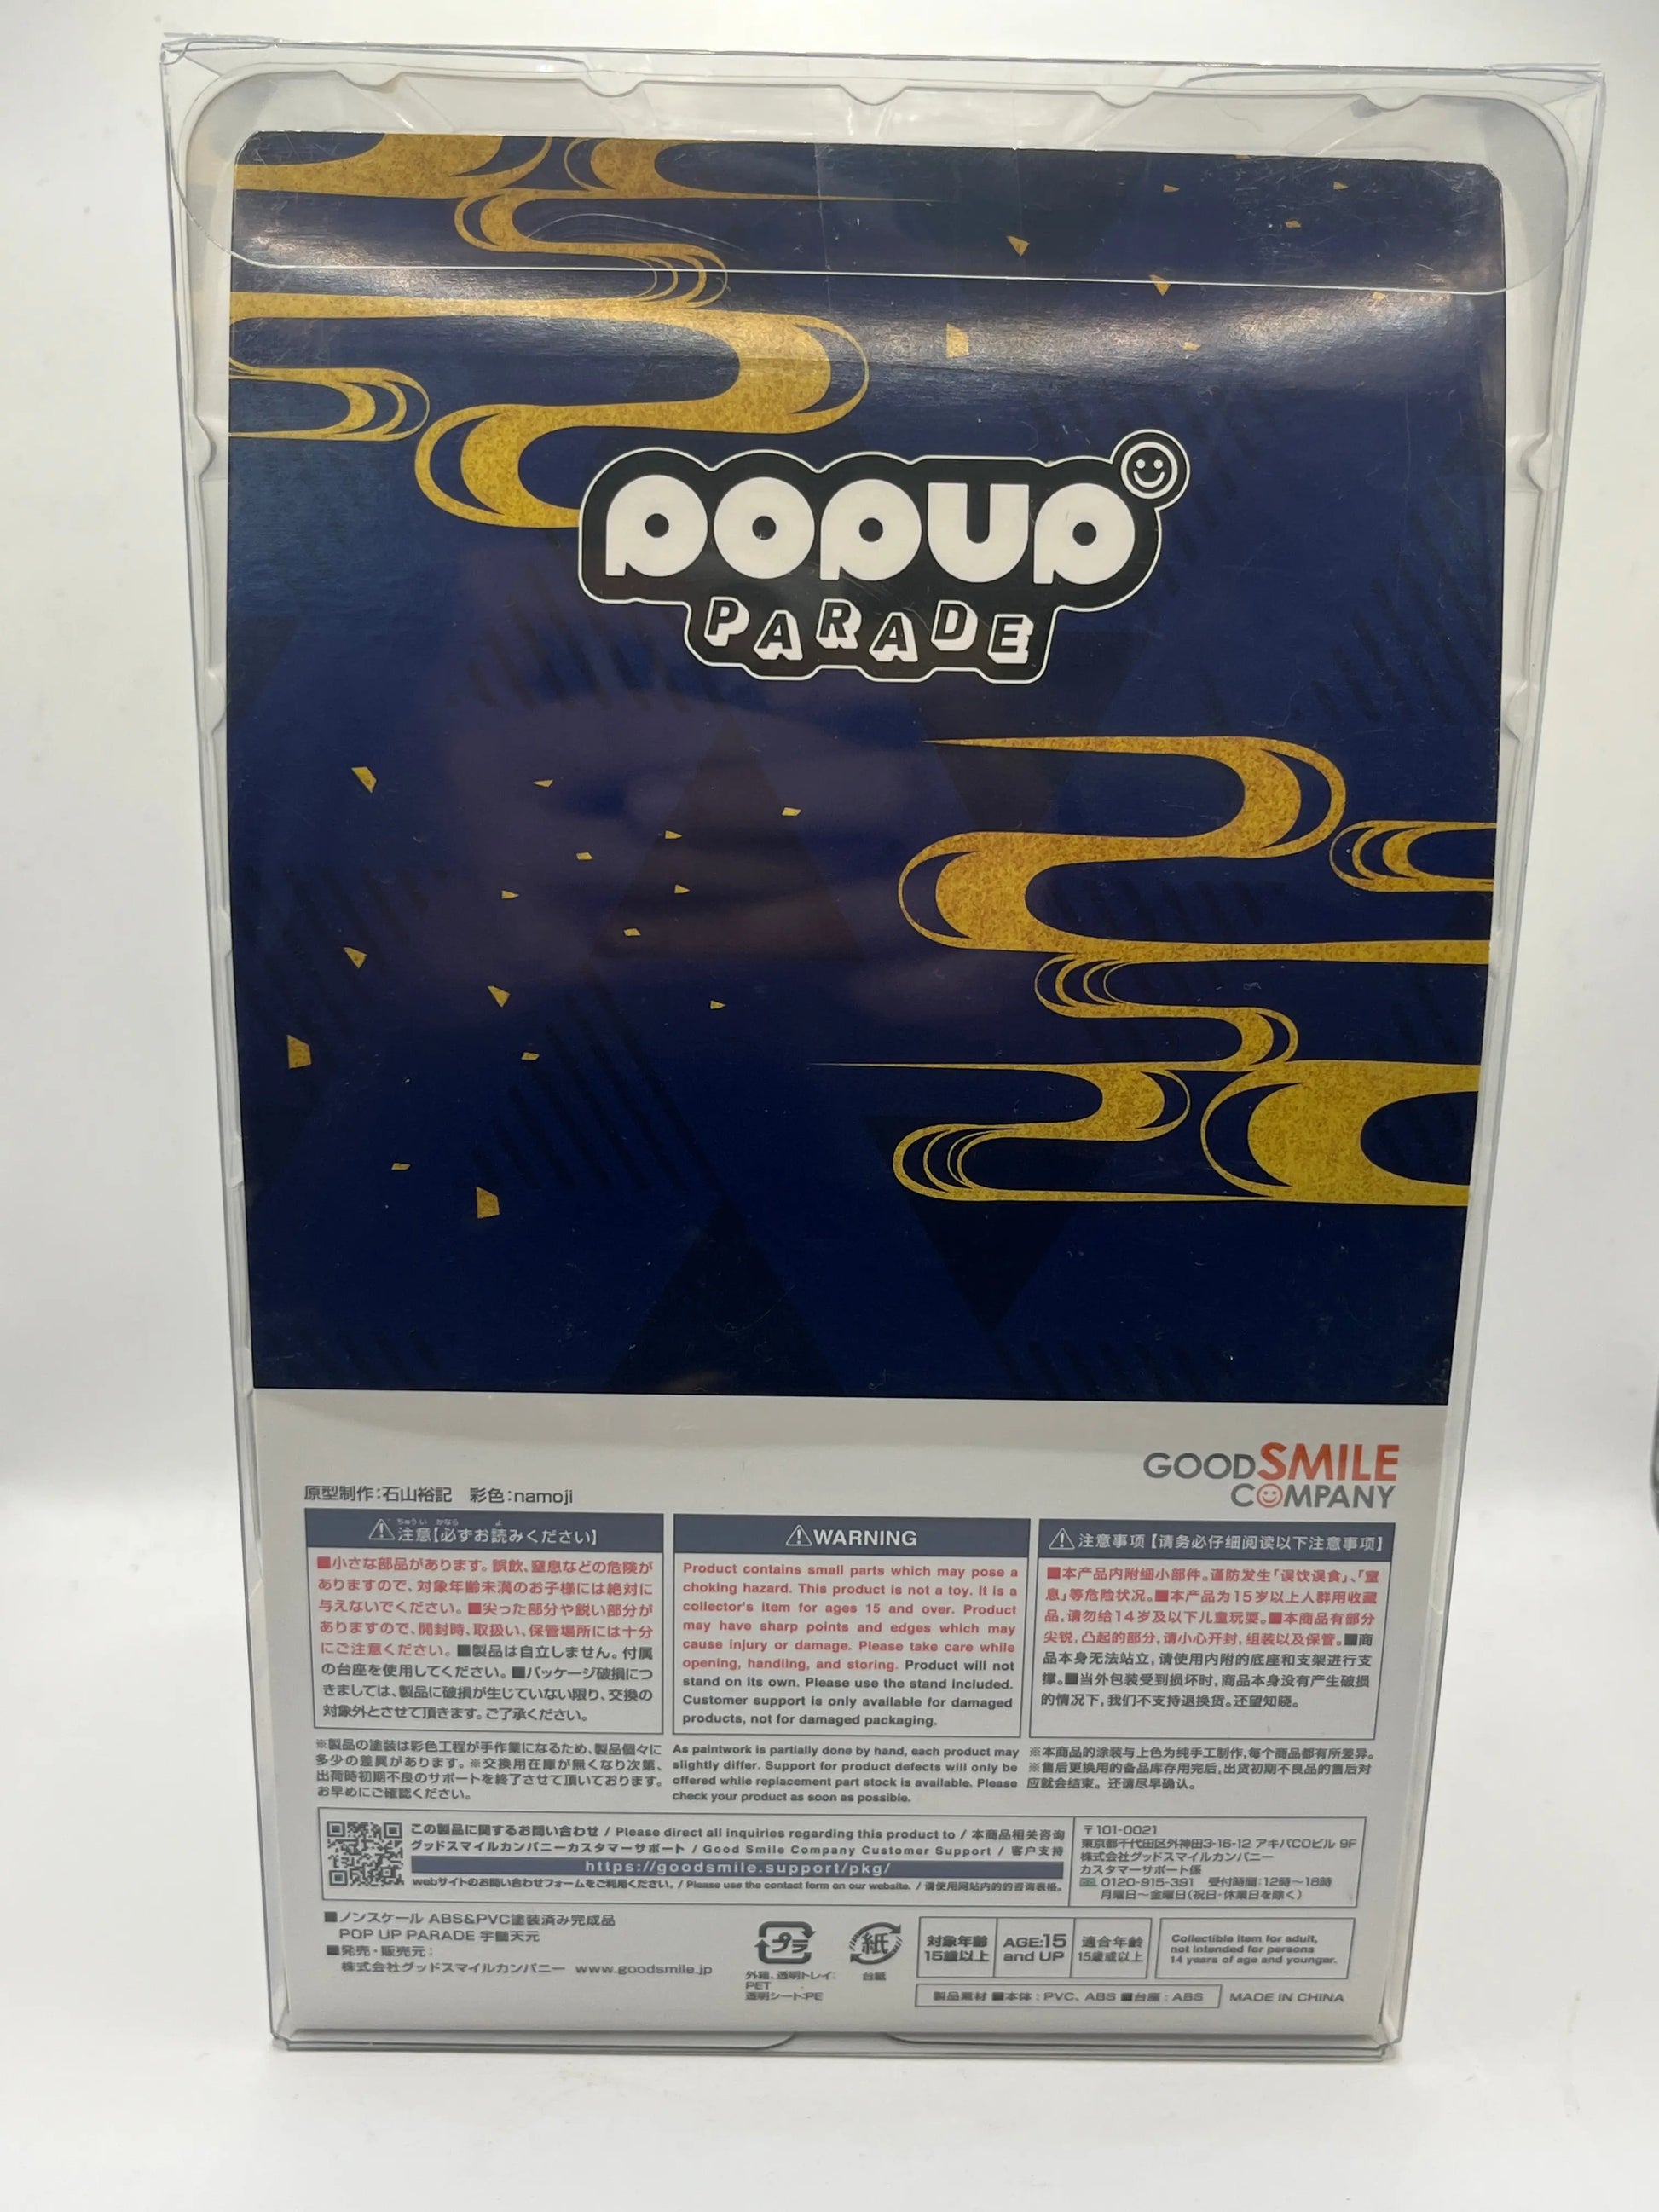 POPUP
PARADE
GOODSMILE
COMPANY
原型制作:石山裕記 彩色:namoji
注意【必ずお読みください】
■小さな部品があります。誤飲、窒息などの危険が
ありますので、対象年齢未満のお子様には絶対に
与えないでください。■尖った部分や鋭い部分が
ありますので、開封時、取扱い、保管場所には十分
にご注意ください。■製品は自立しません。付属
の台座を使用してください。■パッケージ破損につ
きましては、製品に破損が生じていない限り、交換の
対象外とさせて頂きます。ご了承ください。
WARNING
Product contains small parts which may pose a
choking hazard. This product is not a toy. It is a
collector's item for ages 15 and over. Product
may have sharp points and edges which may
cause injury or damage. Please take care while
opening, handling, and storing. Product will not
stand on its own. Please use the stand included.
Customer support is only available for damaged
products, not for damaged packaging.
注意事项【请务必仔细阅读以下注意事项】
■本产品内附细小部件。谨防发生「误饮误食」、「窒
息」等危险状况。■本产品为15岁以上人群用收藏
品,请勿给14岁及以下儿童玩耍。■本商品有部分
尖锐,凸起的部分,请小心开封,组装以及保管。■商
品本身无法站立,请使用内附的底座和支架进行支
撑。■当外包装受到损坏时,商品本身没有产生破损
的情况下,我们不支持退换货。还望知晓。
※製品の塗装は彩色工程が手作業になるため、製品個々に
多少の差異があります。※交換用在庫が無くなり次第、
出荷時初期不良のサポートを終了させて頂いております。
お早めにご確認ください。
As paintwork is partially done by hand, each product may
slightly differ. Support for product defects will only be
offered while replacement part stock is available. Please
check your product as soon as possible.
※本商品的涂装与上色为纯手工制作,每个商品都有所差异。
※售后更换用的备品库存用完后,出货初期不良品的售后对
应就会结束。还请尽早确认。
この製品に関するお問い合わせ / Please direct all inquiries regarding this product to / 本商品相关咨询
グッドスマイルカンパニーカスタマーサポート / Good Smile Company Customer Support / 客户支持
https://goodsmile.support/pkg/
webサイトのお問い合わせフォームをご利用ください。/ Please use the contact form on our website. / 请使用网站内的咨询表格。
〒101-0021
東京都千代田区外神田3-16-12 アキバCOビル 9F
株式会社グッドスマイルカンパニー
カスタマーサポート係
0120-915-391 受付時間:12時~18時
月曜日~金曜日(祝日・休業日を除く)
■ノンスケール ABS&PVC塗装済み完成品
POP UP PARADE 宇髄天元
■発売・販売元:
株式会社グッドスマイルカンパニー www.goodsmile.jp
プラ
外箱、透明トレイ:
PET
透明シート:PE
紙
台紙
対象年齢
15歳以上
AGE:15
and UP
適合年齢
15歳或以上
Collectible item for adult,
not intended for persons
14 years of age and younger.
製品素材 ■本体:PVC、ABS ■台座:ABS
MADE IN CHINA